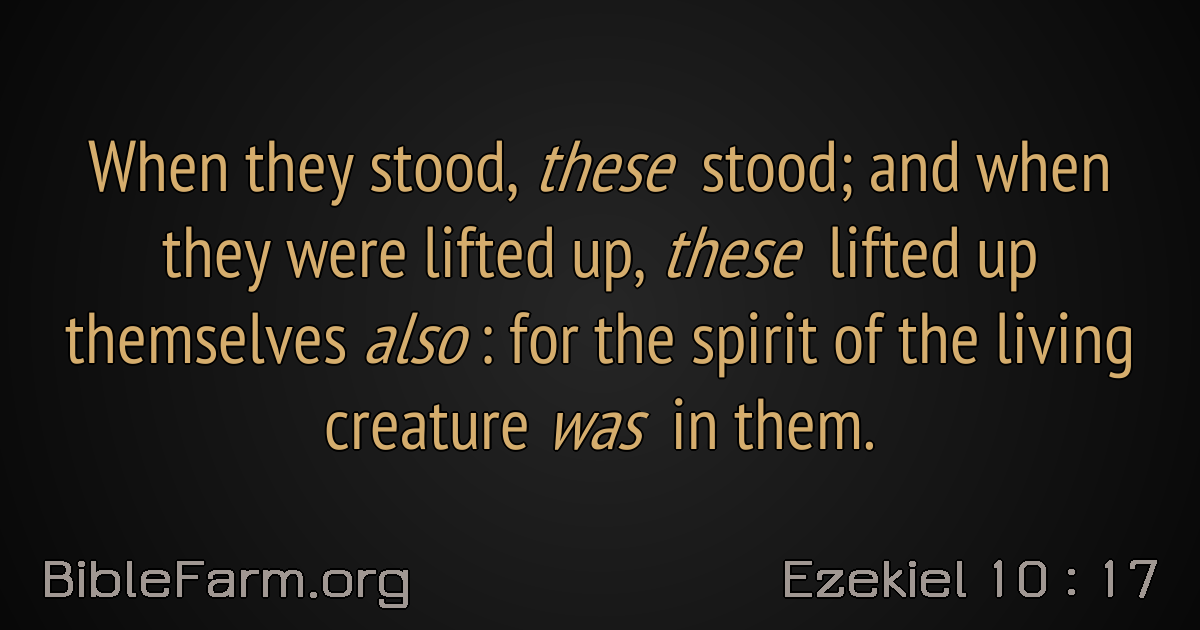 When they stood, these stood; and when
they were lifted up, these lifted up
themselves also : for the spirit of the living
creature was in them.
BibleFarm.org
Ezekiel 10 : 17